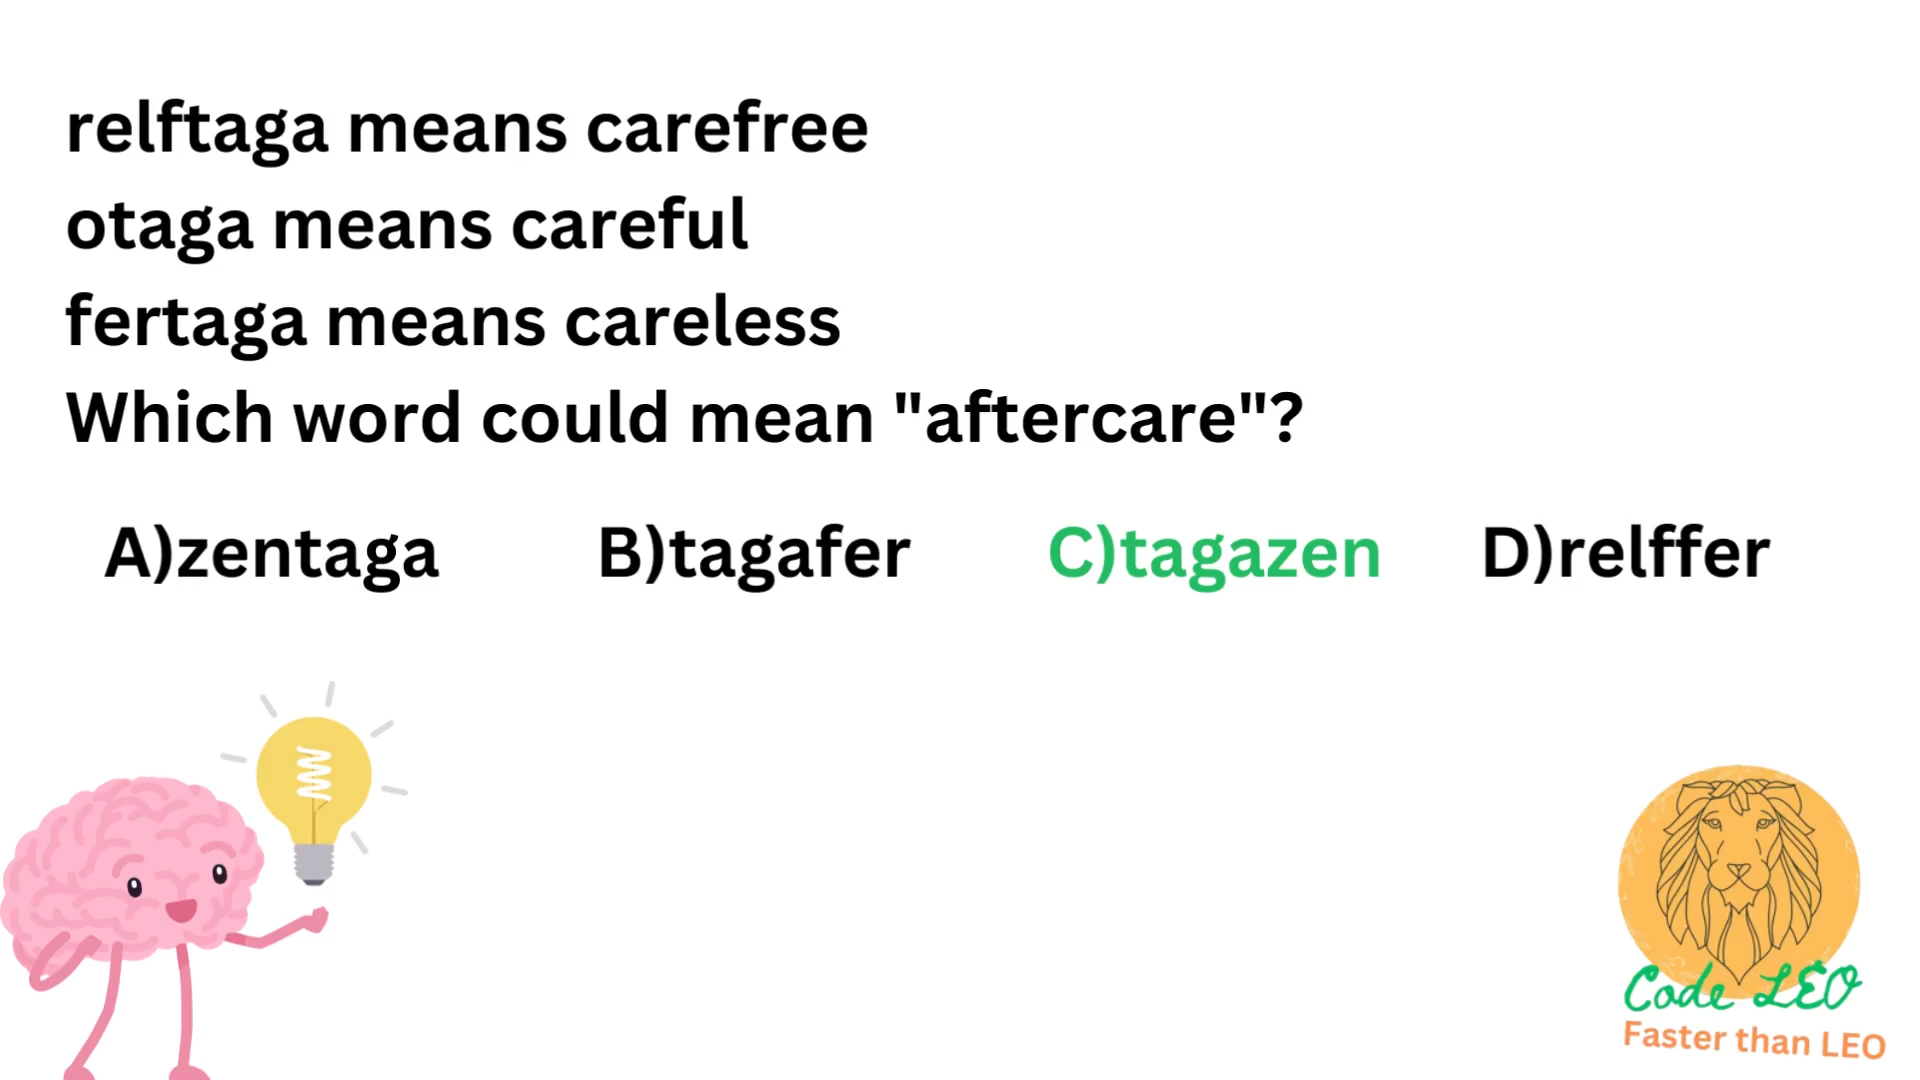 relftaga means carefree
otaga means careful
fertaga means careless
Which word could mean "aftercare"?
A)zentaga B)tagafer C)tagazen D)relffer
Code LEO
Faster than LEO